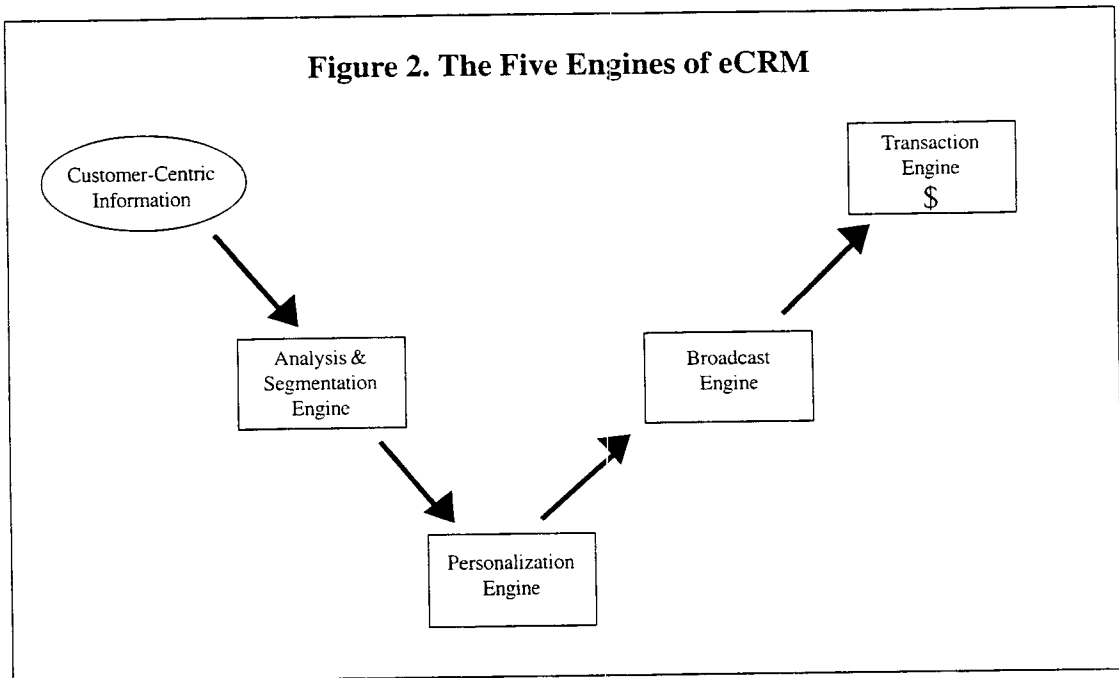 Figure 2. The Five Engines of eCRM
Customer-Centric
Information
Analysis &
Segmentation
Engine
Personalization
Engine
Broadcast
Engine
Transaction
Engine
$